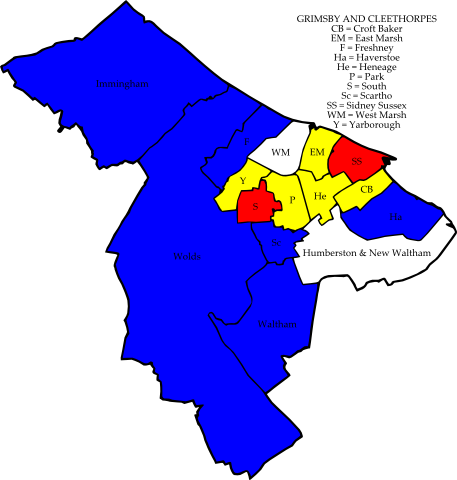 GRIMSBY AND CLEETHORPES
CB = Croft Baker
EM = East Marsh
F = Freshney
Ha = Haverstoe
He = Heneage
P = Park
S = South
Sc = Scartho
SS = Sidney Sussex
WM = West Marsh
Y = Yarborough
Immingham
WM
EM
SS
Y
He
CB
S
P
Ha
Sc
Humberston & New Waltham
Wolds
Waltham